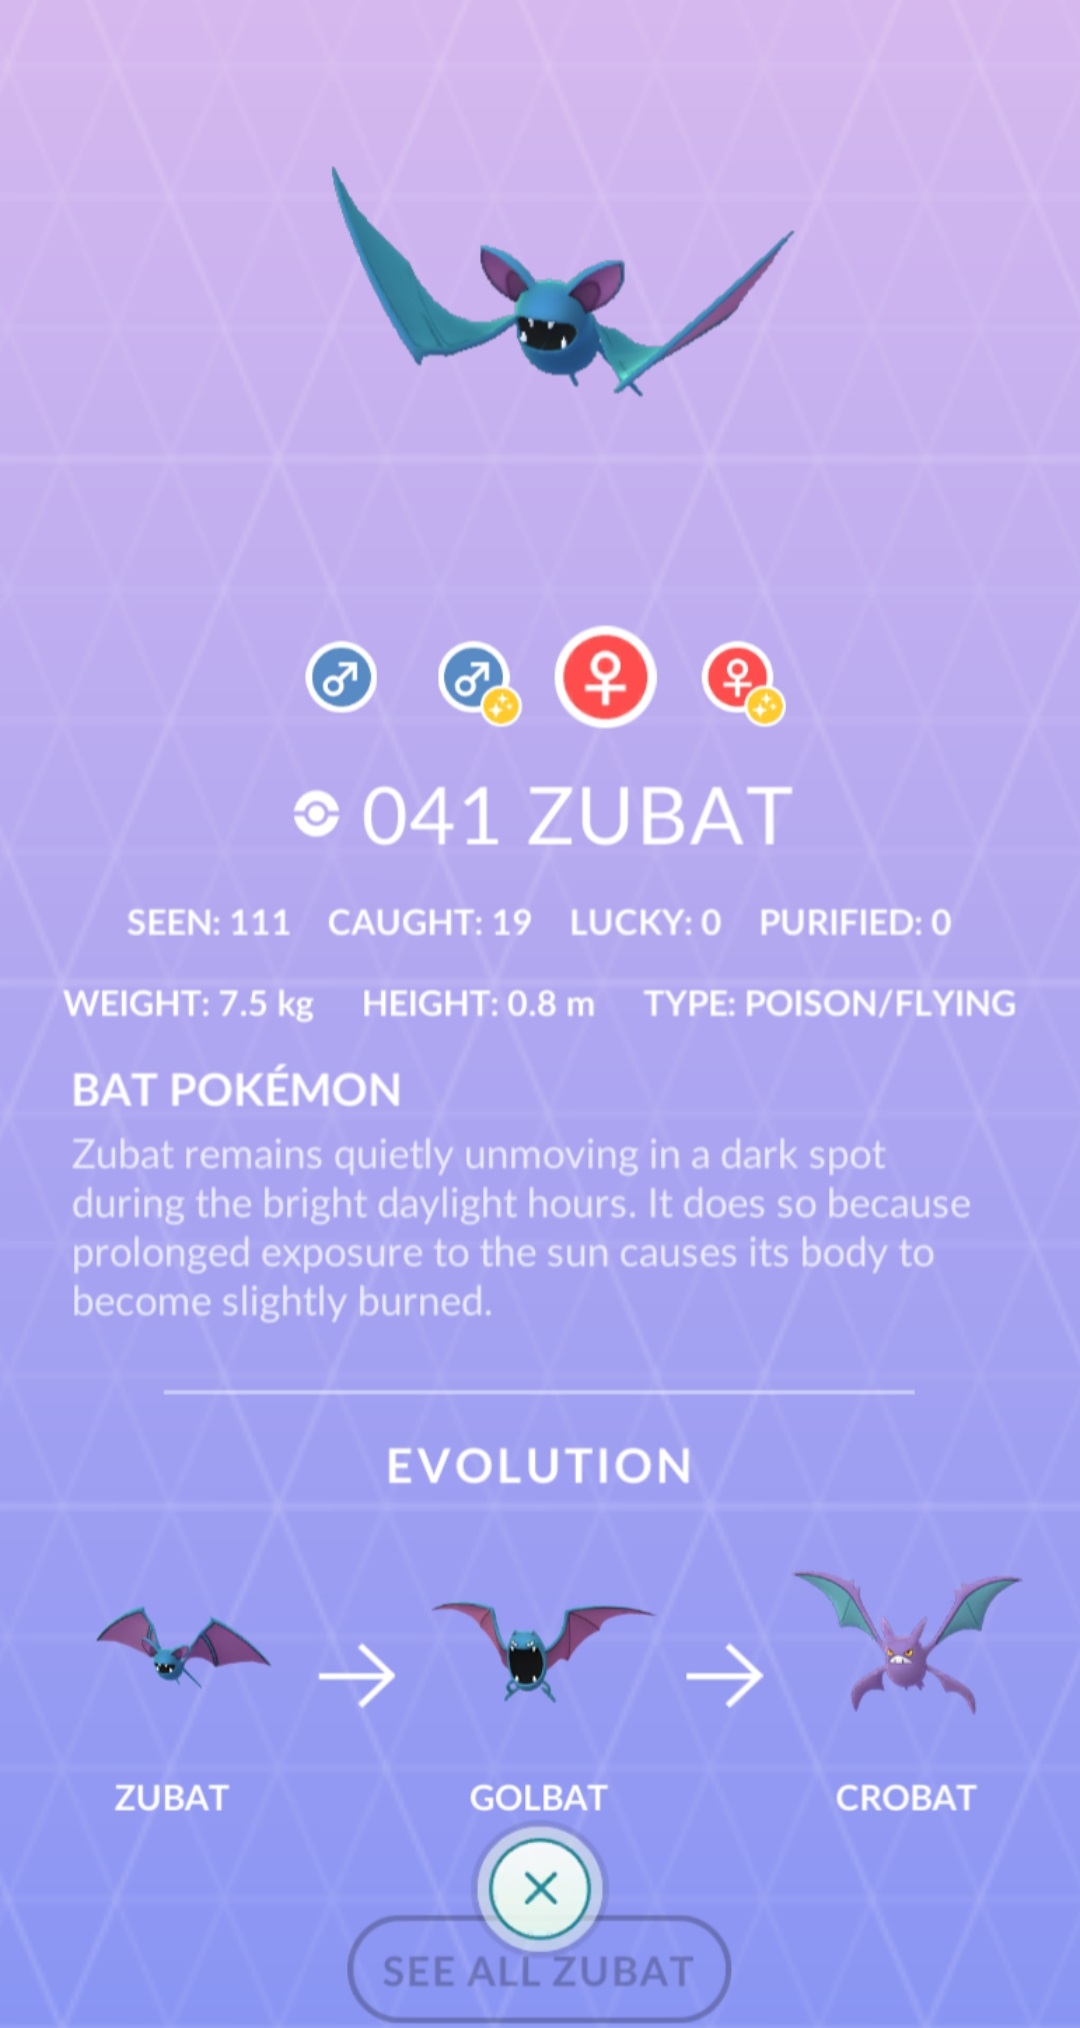 041 ZUBAT
SEEN: 111 CAUGHT: 19 LUCKY: 0 PURIFIED: 0
WEIGHT: 7.5 kg HEIGHT: 0.8 m TYPE: POISON/FLYING
BAT POKÉMON
Zubat remains quietly unmoving in a dark spot
during the bright daylight hours. It does so because
prolonged exposure to the sun causes its body to
become slightly burned.
EVOLUTION
ZUBAT GOLBAT CROBAT
SEE ALL ZUBAT